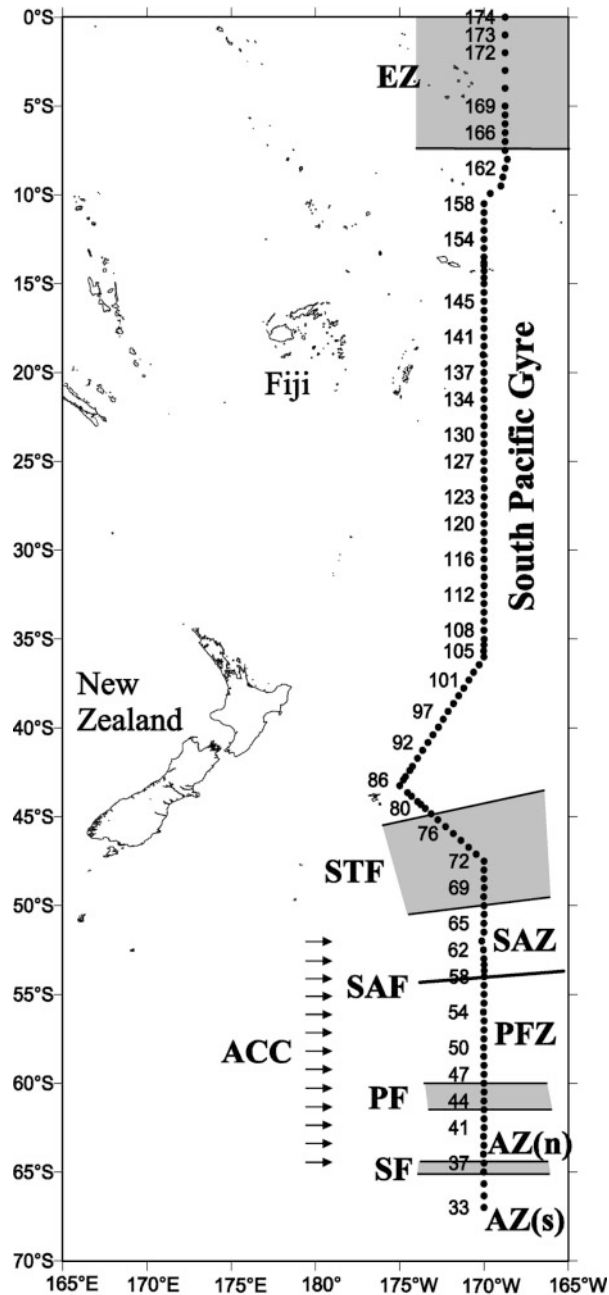 0°S
174
173
172
EZ
5°S
169
166
162
10°S
158
154
15°S
145
141
20°S
137
Fiji
134
130
25°S
127
123
120
30°S
116
112
South Pacific Gyre
35°S
108
105
101
New
Zealand
97
40°S
92
86
80
45°S
76
72
STF
69
50°S
65
SAZ
62
58
SAF
55°S
54
PFZ
ACC
50
47
60°S
PF
44
41
AZ(n)
37
SF
65°S
33
AZ(s)
70°S
165°E
170°E
175°E
180°
175°W
170°W
165°W